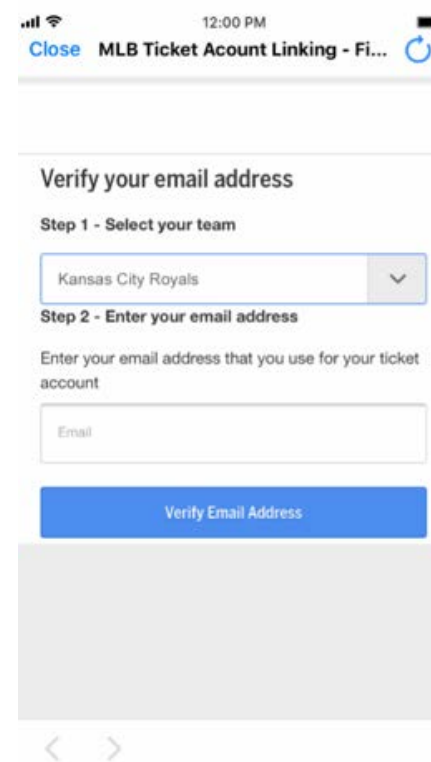 12:00 PM
Close MLB Ticket Acount Linking - Fi...
Verify your email address
Step 1 - Select your team
Kansas City Royals
Step 2 - Enter your email address
Enter your email address that you use for your ticket
account
Email
Verify Email Address